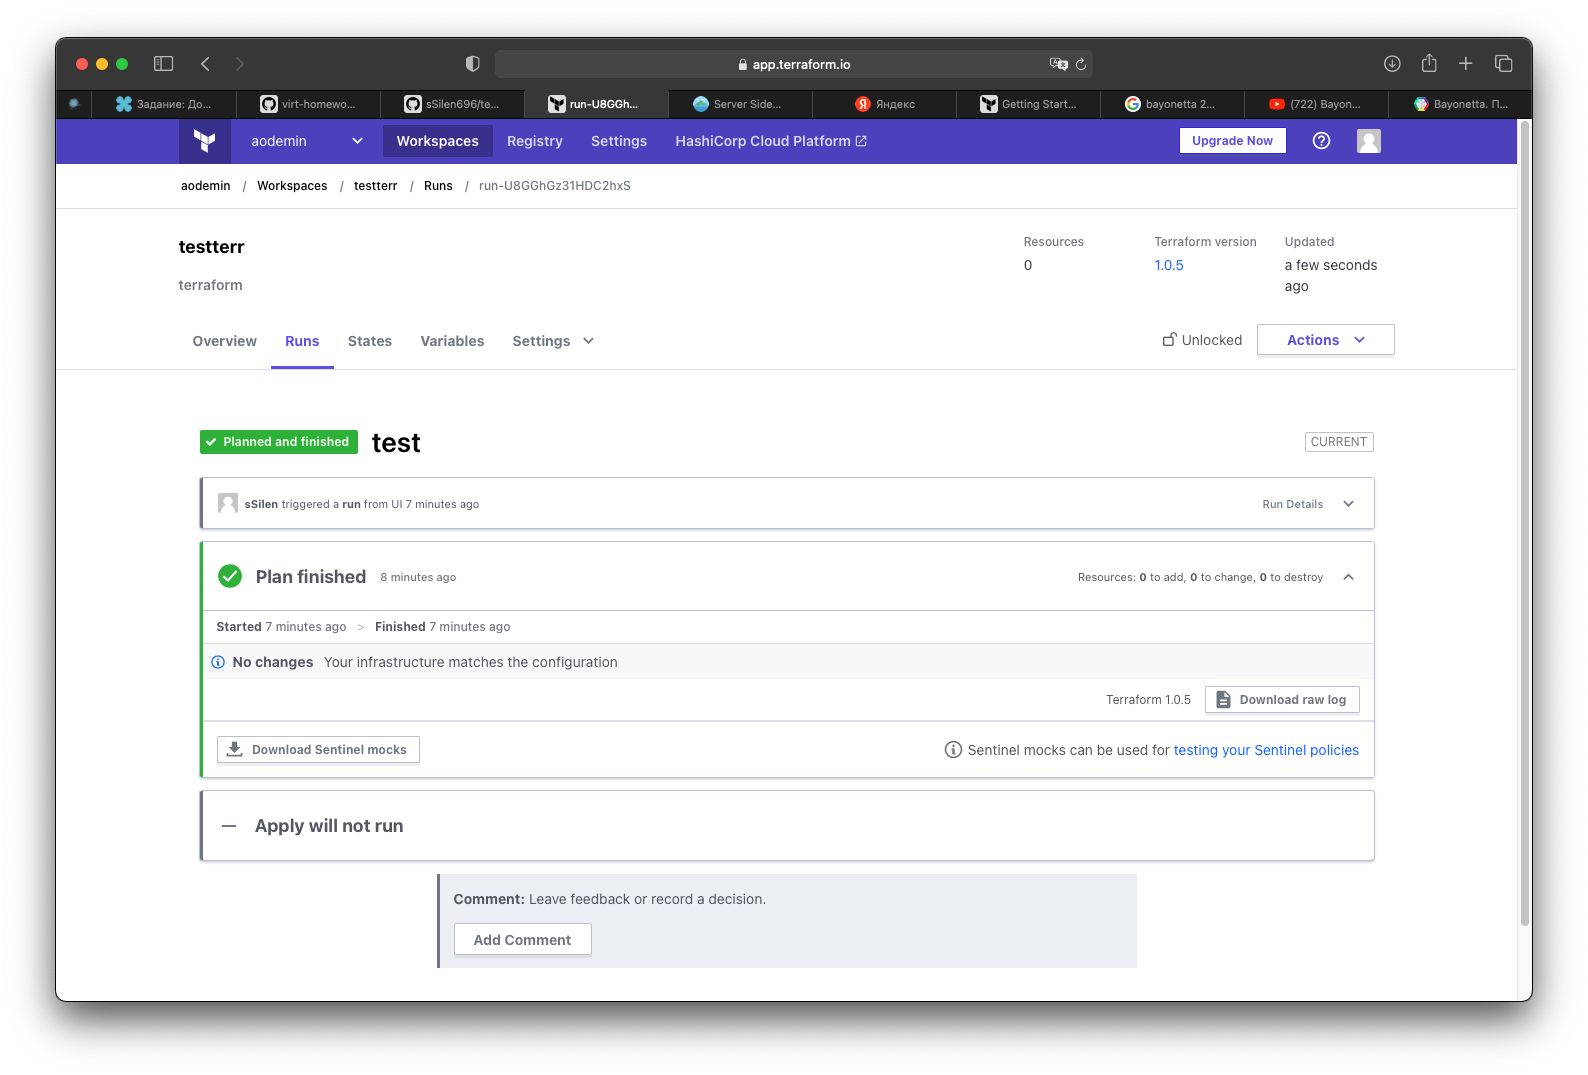 app.terraform.io
Задание: До...
virt-homewo...
sSilen696/te...
run-U8GGh...
Server Side...
Яндекс
Getting Start...
bayonetta 2...
(722) Bayon...
Bayonetta. П...
aodemin
Workspaces
Registry
Settings
HashiCorp Cloud Platform
Upgrade Now
aodemin / Workspaces / testterr / Runs / run-U8GGhGz31HDC2hxS
testterr
terraform
Resources
0
Terraform version
1.0.5
Updated
a few seconds
ago
Overview
Runs
States
Variables
Settings
Unlocked
Actions
Planned and finished
test
CURRENT
sSilen triggered a run from UI 7 minutes ago
Run Details
Plan finished
8 minutes ago
Resources: 0 to add, 0 to change, 0 to destroy
Started 7 minutes ago > Finished 7 minutes ago
No changes Your infrastructure matches the configuration
Terraform 1.0.5
Download raw log
Download Sentinel mocks
Sentinel mocks can be used for testing your Sentinel policies
Apply will not run
Comment: Leave feedback or record a decision.
Add Comment